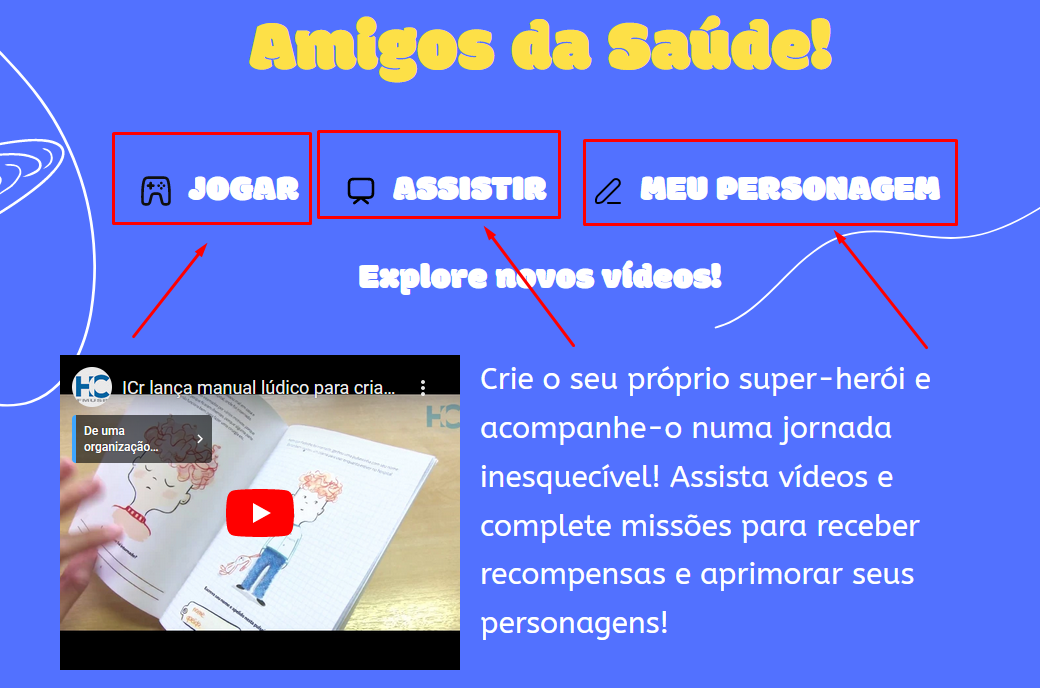 Amigos da Saúde!
JOGAR
ASSISTIR
MEU PERSONAGEM
Explore novos vídeos!
HC
FMUSP
ICr lança manual lúdico para cria...
HC
De uma
organização...
Crie o seu próprio super-herói e
acompanhe-o numa jornada
inesquecível! Assista vídeos e
complete missões para receber
recompensas e aprimorar seus
personagens!